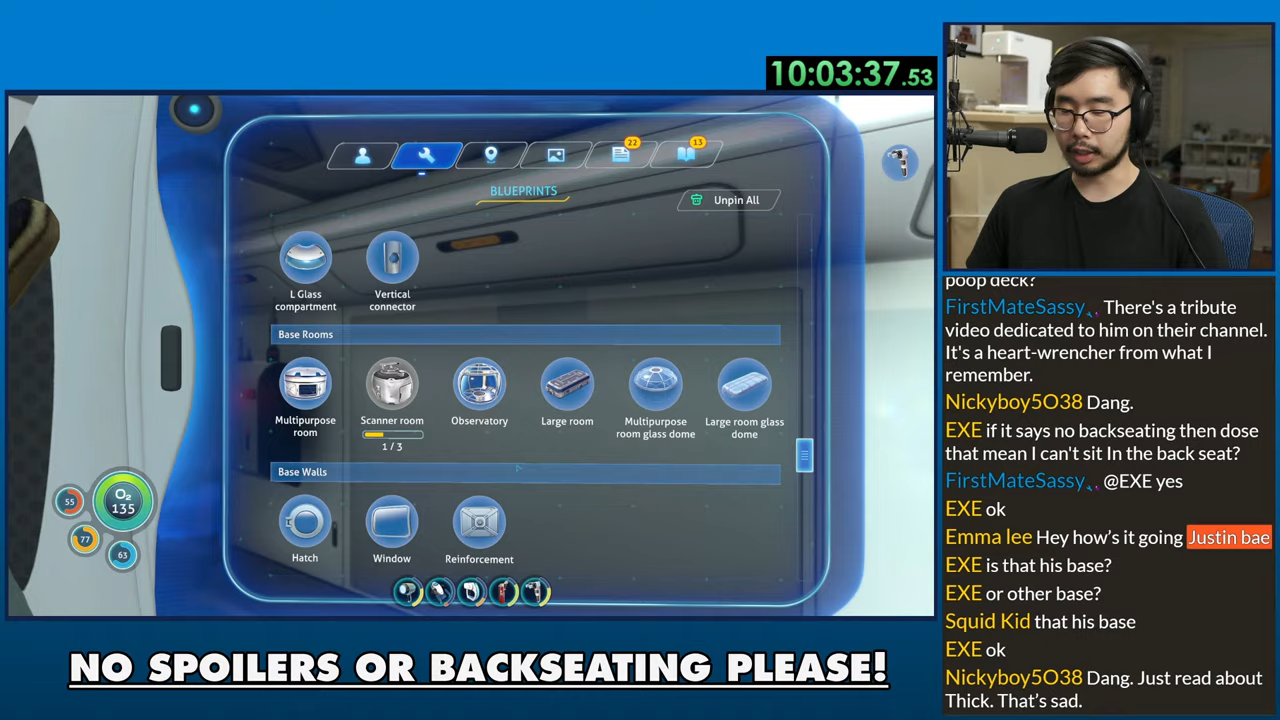 10:03:37.53
22
13
BLUEPRINTS
Unpin All
L Glass
compartment
Vertical
connector
Base Rooms
Multipurpose
room
Scanner room
1 / 3
Observatory
Large room
Multipurpose
room glass dome
Large room glass
dome
Base Walls
Hatch
Window
Reinforcement
O₂
135
55
77
63
NO SPOILERS OR BACKSEATING PLEASE!
poop deck?
FirstMateSassy There's a tribute
video dedicated to him on their channel.
It's a heart-wrencher from what I
remember.
Nickyboy5O38 Dang.
EXE if it says no backseating then dose
that mean I can't sit In the back seat?
FirstMateSassy @EXE yes
EXE ok
Emma lee Hey how's it going Justin bae
EXE is that his base?
EXE or other base?
Squid Kid that his base
EXE ok
Nickyboy5O38 Dang. Just read about
Thick. That's sad.